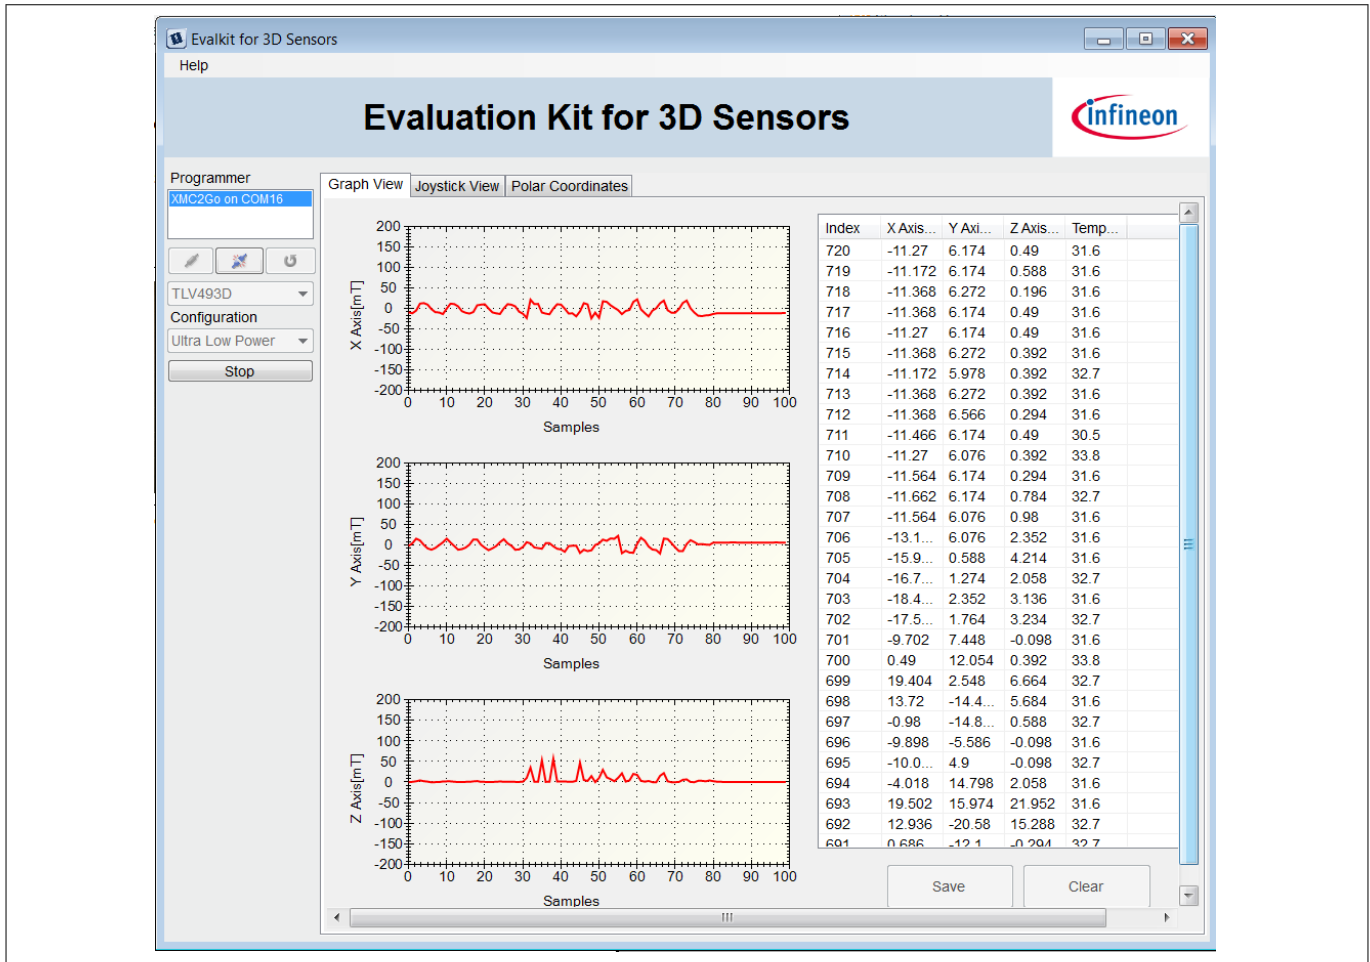 Evalkit for 3D Sensors
Help
Evaluation Kit for 3D Sensors
infineon
Programmer
XMC2Go on COM16
TLV493D
Configuration
Ultra Low Power
Stop
Graph View Joystick View Polar Coordinates
200
150
100
50
0
-50
-100
-150
-200
X Axis[mT]
0 10 20 30 40 50 60 70 80 90 100
Samples
200
150
100
50
0
-50
-100
-150
-200
Y Axis[mT]
0 10 20 30 40 50 60 70 80 90 100
Samples
200
150
100
50
0
-50
-100
-150
-200
Z Axis[mT]
0 10 20 30 40 50 60 70 80 90 100
Samples
Index X Axis... Y Axi... Z Axis... Temp...
720 -11.27 6.174 0.49 31.6
719 -11.172 6.174 0.588 31.6
718 -11.368 6.272 0.196 31.6
717 -11.368 6.174 0.49 31.6
716 -11.27 6.174 0.49 31.6
715 -11.368 6.272 0.392 31.6
714 -11.172 5.978 0.392 32.7
713 -11.368 6.272 0.392 31.6
712 -11.368 6.566 0.294 31.6
711 -11.466 6.174 0.49 30.5
710 -11.27 6.076 0.392 33.8
709 -11.564 6.174 0.294 31.6
708 -11.662 6.174 0.784 32.7
707 -11.564 6.076 0.98 31.6
706 -13.1... 6.076 2.352 31.6
705 -15.9... 0.588 4.214 31.6
704 -16.7... 1.274 2.058 32.7
703 -18.4... 2.352 3.136 31.6
702 -17.5... 1.764 3.234 32.7
701 -9.702 7.448 -0.098 31.6
700 0.49 12.054 0.392 33.8
699 19.404 2.548 6.664 32.7
698 13.72 -14.4... 5.684 31.6
697 -0.98 -14.8... 0.588 32.7
696 -9.898 -5.586 -0.098 31.6
695 -10.0... 4.9 -0.098 32.7
694 -4.018 14.798 2.058 31.6
693 19.502 15.974 21.952 31.6
692 12.936 -20.58 15.288 32.7
691 0.686 -12.1... -0.294 32.7
Save Clear